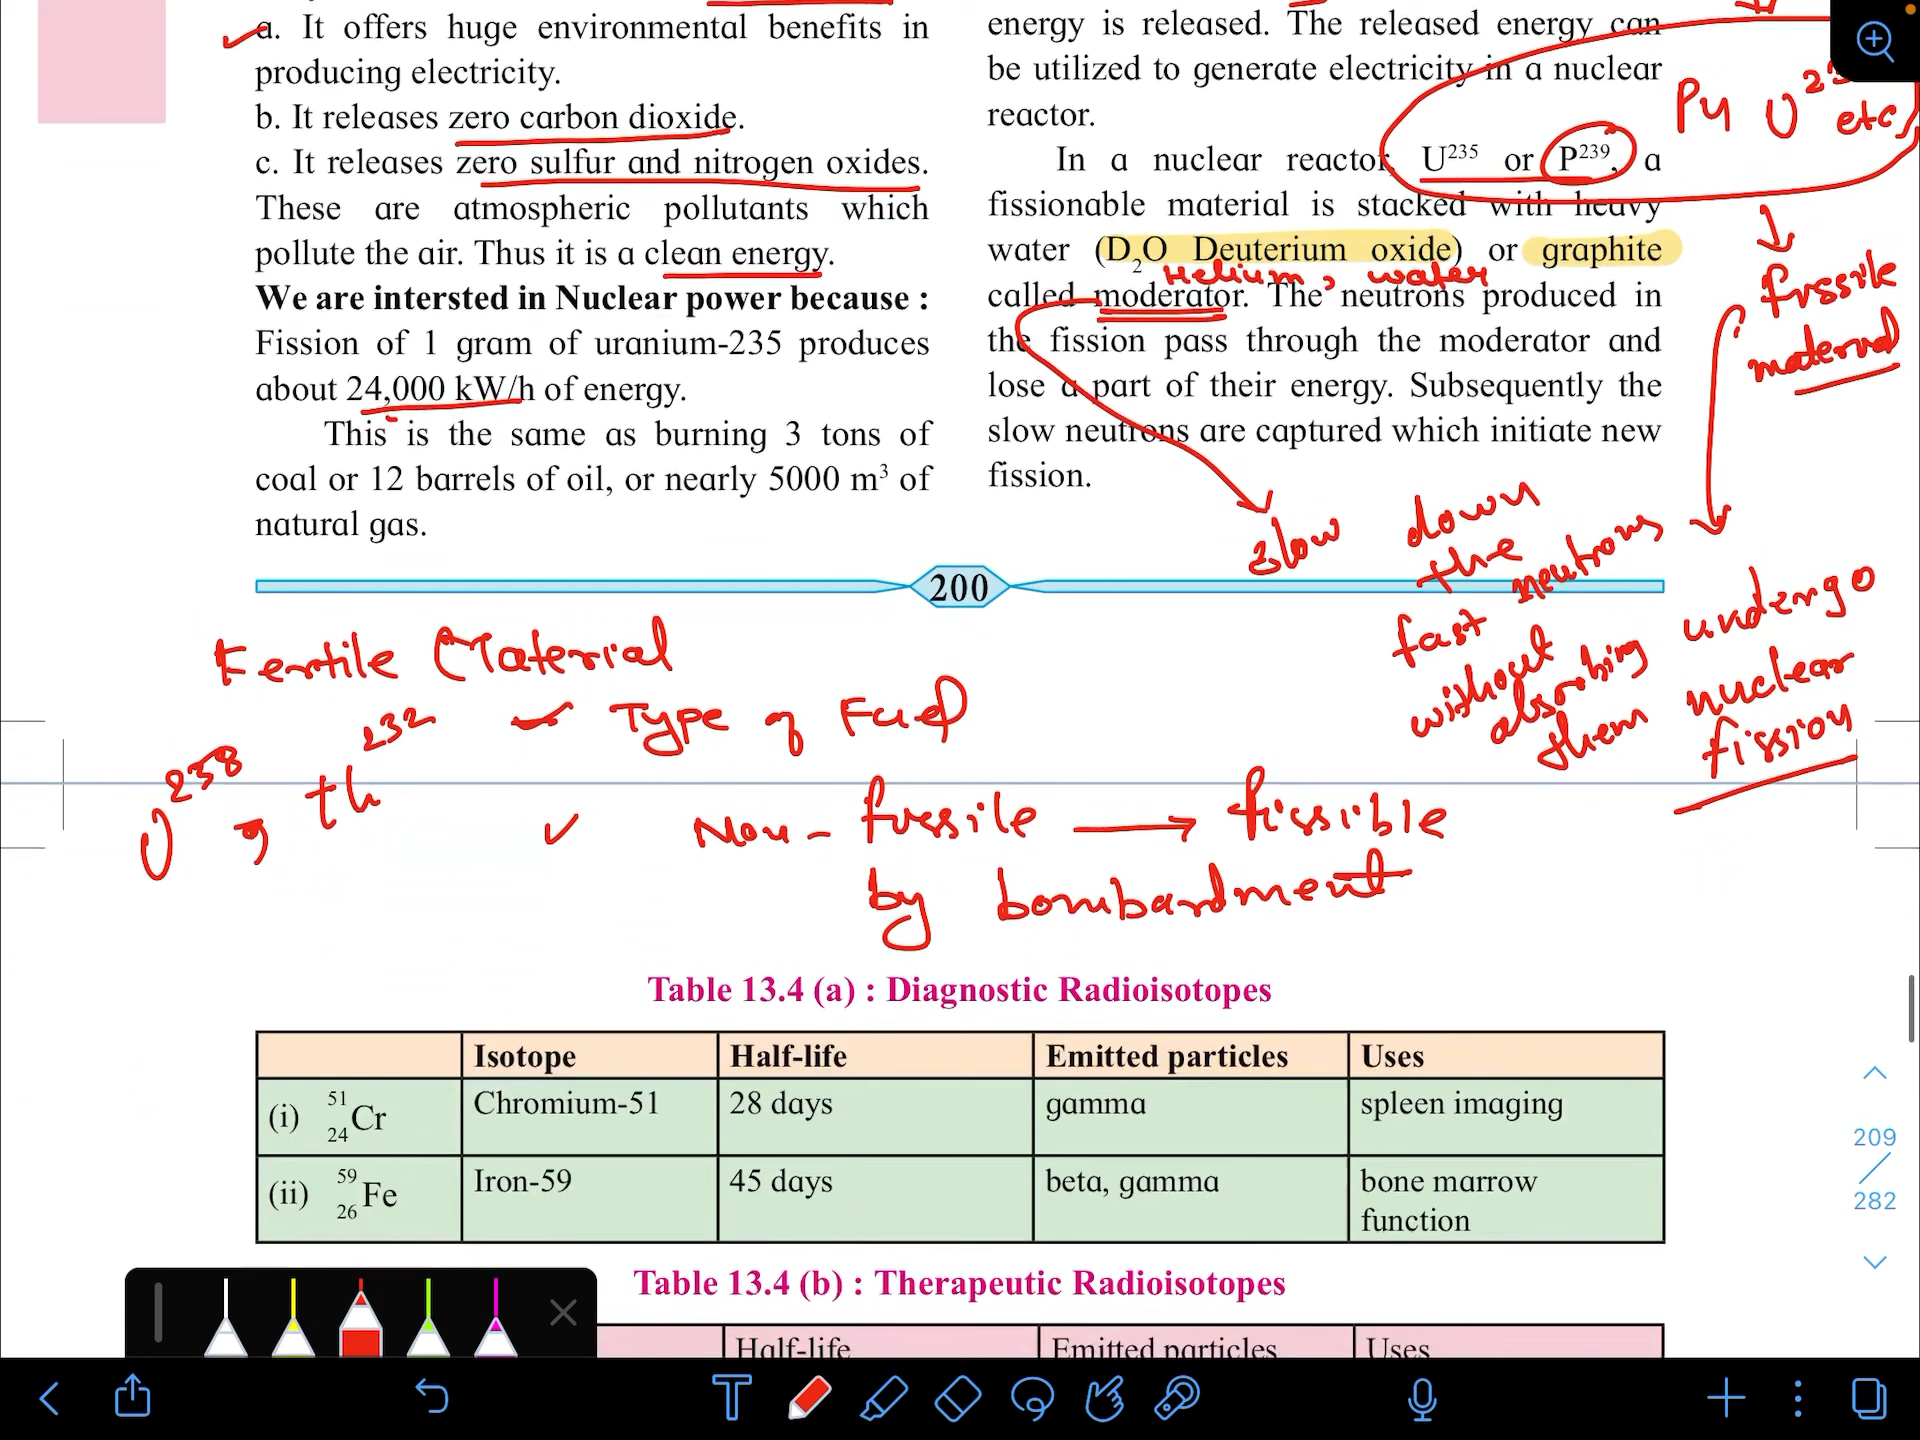 a. It offers huge environmental benefits in
producing electricity.
b. It releases zero carbon dioxide.
c. It releases zero sulfur and nitrogen oxides.
These are atmospheric pollutants which
pollute the air. Thus it is a clean energy.
We are intersted in Nuclear power because :
Fission of 1 gram of uranium-235 produces
about 24,000 kW/h of energy.
This is the same as burning 3 tons of
coal or 12 barrels of oil, or nearly 5000 m³ of
natural gas.
energy is released. The released energy can
be utilized to generate electricity in a nuclear
reactor.
In a nuclear reactor, U²³⁵ or P²³⁹, a
fissionable material is stacked with heavy
water (D₂O Deuterium oxide) or graphite
Helium, water
called moderator. The neutrons produced in
the fission pass through the moderator and
lose a part of their energy. Subsequently the
slow neutrons are captured which initiate new
fission.
Pu U
etc
fissile
material
undergo
nuclear
fission
slow down
the
fast neutrons
without
absorbing
them
200
Fertile Material
U²³⁸, th²³²
Type of Fuel
Non-fissile → fissible
by bombardment
Table 13.4 (a) : Diagnostic Radioisotopes
Isotope Half-life Emitted particles Uses
(i) ⁵¹₂₄Cr Chromium-51 28 days gamma spleen imaging
(ii) ⁵⁹₂₆Fe Iron-59 45 days beta, gamma bone marrow
function
Table 13.4 (b) : Therapeutic Radioisotopes
Half-life Emitted particles Uses
209
282